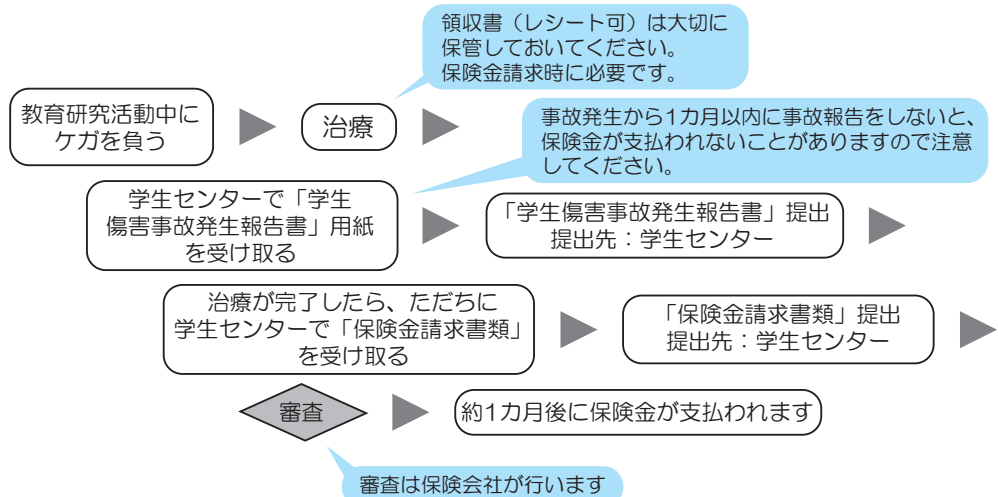 領収書（レシート可）は大切に
保管しておいてください。
保険金請求時に必要です。
教育研究活動中に
ケガを負う
治療
事故発生から1カ月以内に事故報告をしないと、
保険金が支払われないことがありますので注意
してください。
学生センターで「学生
傷害事故発生報告書」用紙
を受け取る
「学生傷害事故発生報告書」提出
提出先：学生センター
治療が完了したら、ただちに
学生センターで「保険金請求書類」
を受け取る
「保険金請求書類」提出
提出先：学生センター
審査
約1カ月後に保険金が支払われます
審査は保険会社が行います